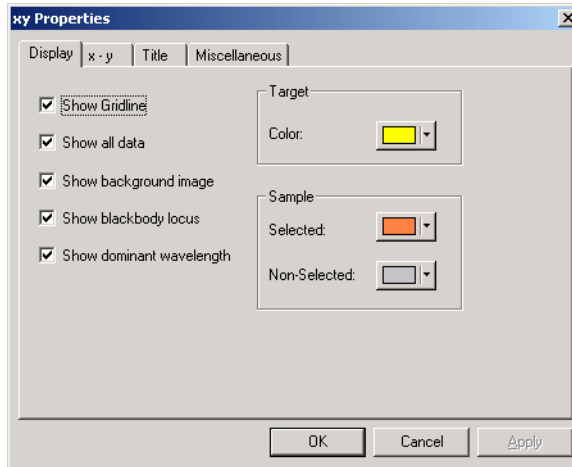 xy Properties
Display x - y Title Miscellaneous
Show Gridline
Show all data
Show background image
Show blackbody locus
Show dominant wavelength
Target
Color:
Sample
Selected:
Non-Selected:
OK Cancel Apply